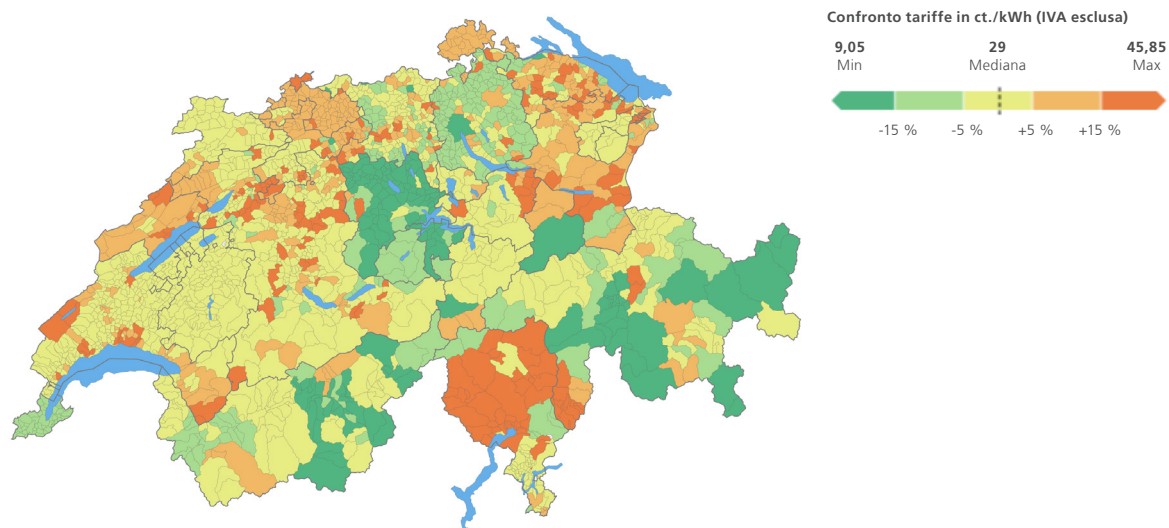 Confronto tariffe in ct./kWh (IVA esclusa)
9,05 29 45,85
Min Mediana Max
-15 % -5 % +5 % +15 %